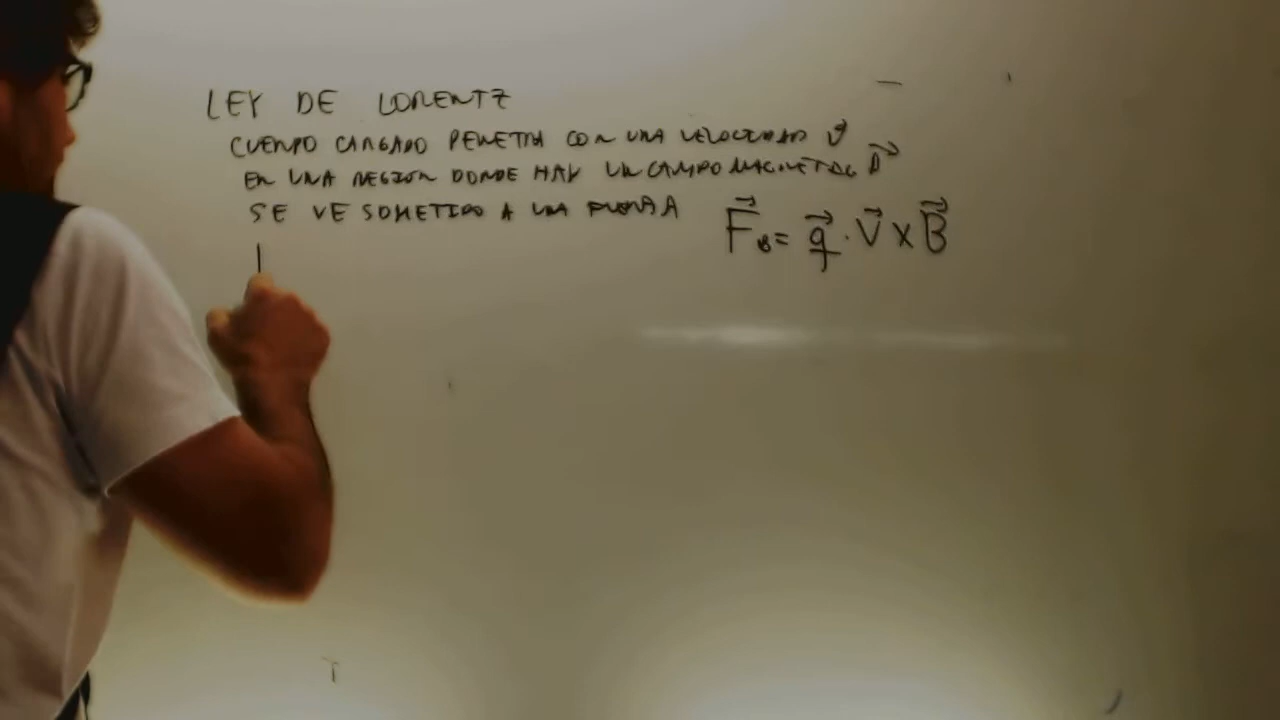 LEY DE LORENTZ
CUERPO CARGADO PENETRA CON UNA VELOCIDAD v⃗
EN UNA REGION DONDE HAY UN CAMPO MAGNETICO B⃗
SE VE SOMETIDO A UNA FUERZA F⃗_B = q⃗ · V⃗ x B⃗